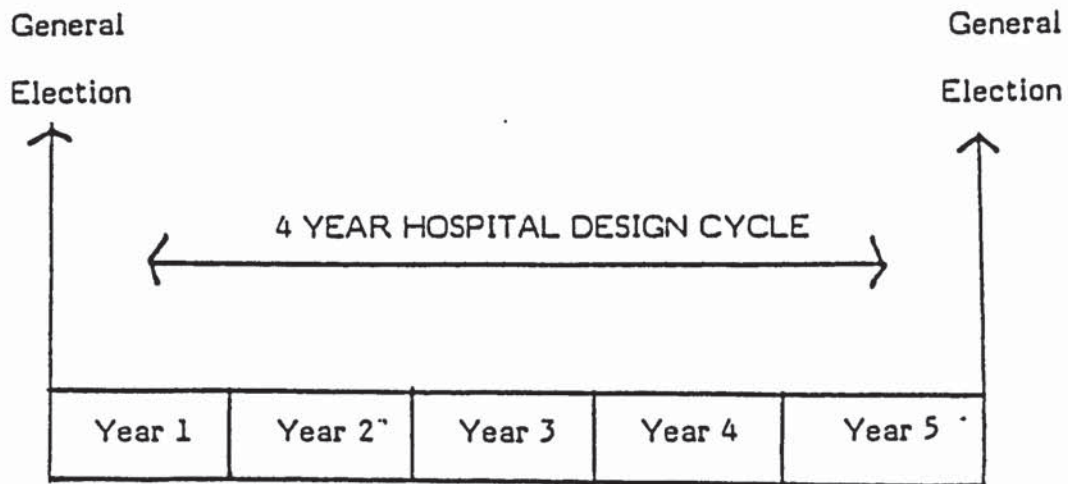 General
Election
General
Election
4 YEAR HOSPITAL DESIGN CYCLE
Year 1
Year 2
Year 3
Year 4
Year 5